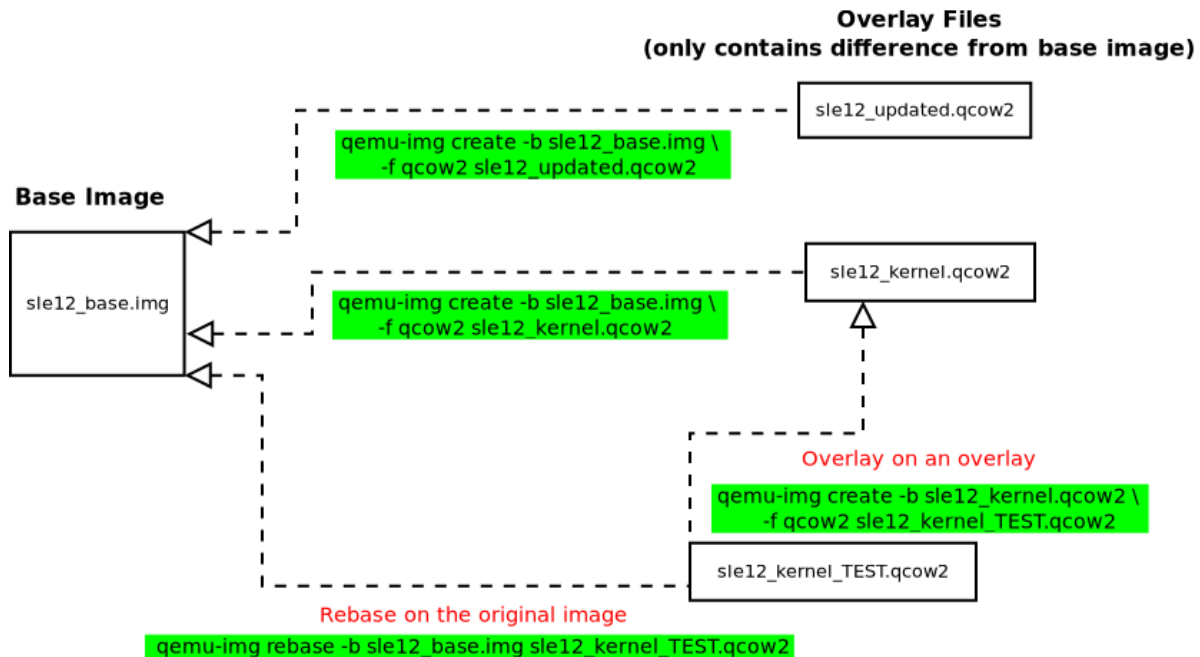 Overlay Files
(only contains difference from base image)
sle12_updated.qcow2
qemu-img create -b sle12_base.img \
-f qcow2 sle12_updated.qcow2
Base Image
sle12_base.img
sle12_kernel.qcow2
qemu-img create -b sle12_base.img \
-f qcow2 sle12_kernel.qcow2
Overlay on an overlay
qemu-img create -b sle12_kernel.qcow2 \
-f qcow2 sle12_kernel_TEST.qcow2
sle12_kernel_TEST.qcow2
Rebase on the original image
qemu-img rebase -b sle12_base.img sle12_kernel_TEST.qcow2